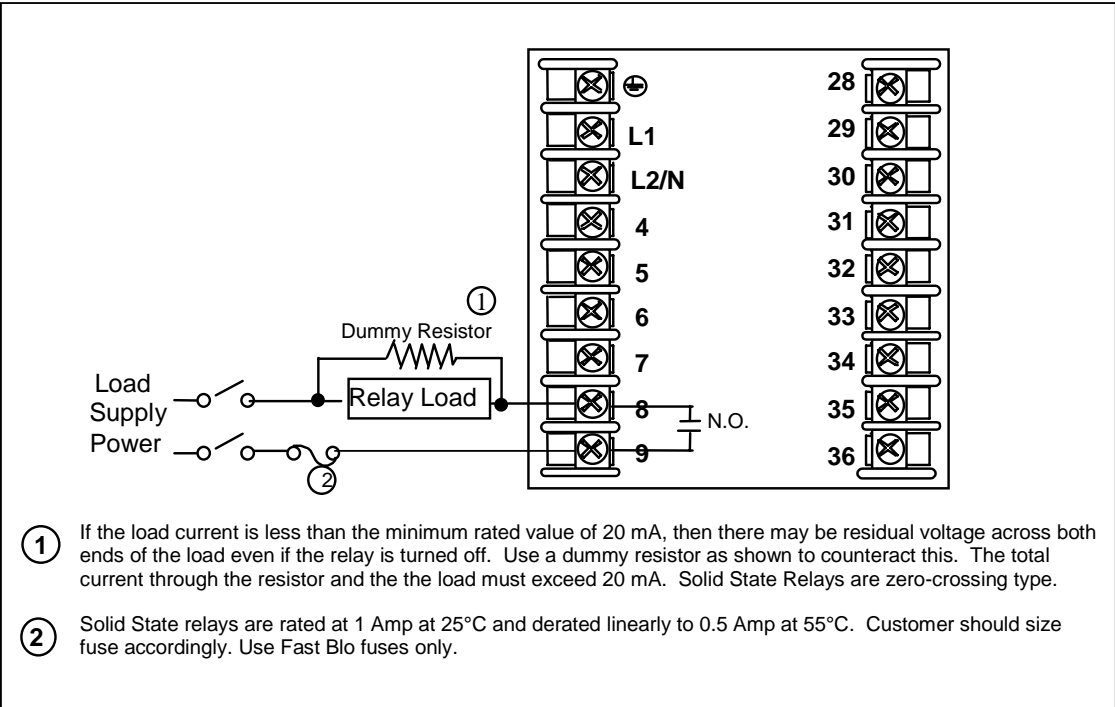 28
L1
29
L2/N
30
4
31
5
32
1
6
33
Dummy Resistor
7
34
Load
Supply
Power
Relay Load
8
N.O.
35
9
36
2
1
If the load current is less than the minimum rated value of 20 mA, then there may be residual voltage across both
ends of the load even if the relay is turned off. Use a dummy resistor as shown to counteract this. The total
current through the resistor and the the load must exceed 20 mA. Solid State Relays are zero-crossing type.
2
Solid State relays are rated at 1 Amp at 25°C and derated linearly to 0.5 Amp at 55°C. Customer should size
fuse accordingly. Use Fast Blo fuses only.